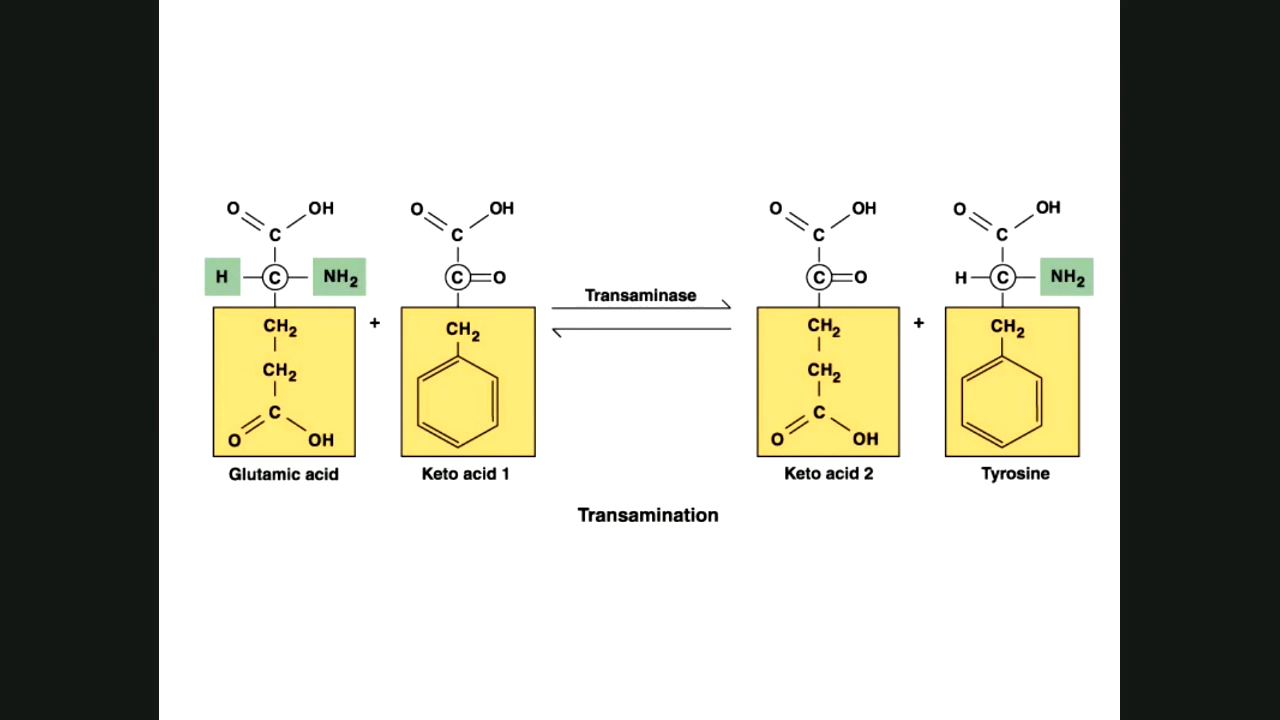 O OH O OH O OH O OH
C C C C
H C NH2 C O C O H C NH2
Transaminase
CH2 + CH2 CH2 + CH2
CH2 CH2
C C
O OH O OH
Glutamic acid Keto acid 1 Keto acid 2 Tyrosine
Transamination